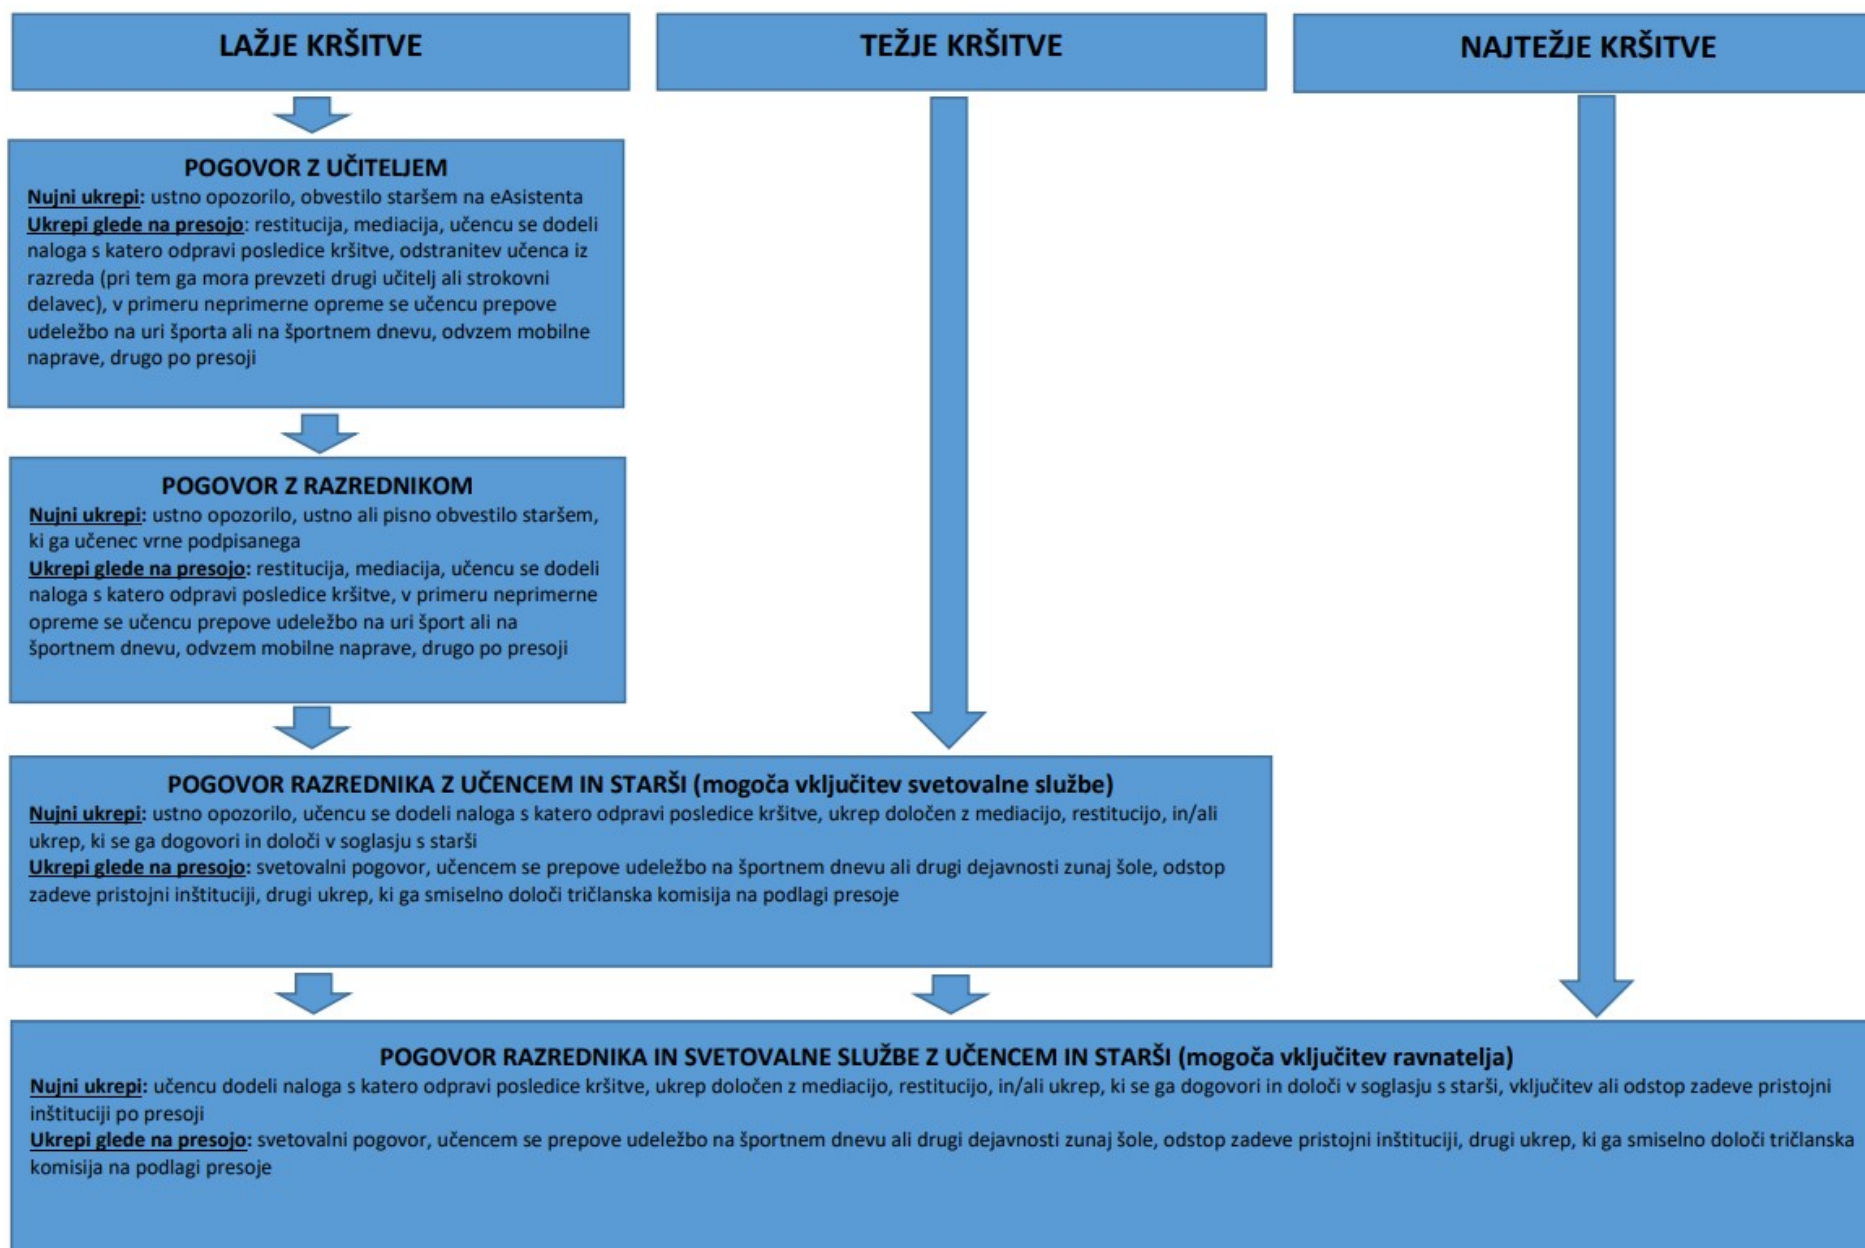 LAŽJE KRŠITVE
TEŽJE KRŠITVE
NAJTEŽJE KRŠITVE
POGOVOR Z UČITELJEM
Nujni ukrepi: ustno opozorilo, obvestilo staršem na eAsistenta
Ukrepi glede na presojo: restitucija, mediacija, učencu se dodeli
naloga s katero odpravi posledice kršitve, odstranitev učenca iz
razreda (pri tem ga mora prevzeti drugi učitelj ali strokovni
delavec), v primeru neprimerne opreme se učencu prepove
udeležbo na uri športa ali na športnem dnevu, odvzem mobilne
naprave, drugo po presoji
POGOVOR Z RAZREDNIKOM
Nujni ukrepi: ustno opozorilo, ustno ali pisno obvestilo staršem,
ki ga učenec vrne podpisanega
Ukrepi glede na presojo: restitucija, mediacija, učencu se dodeli
naloga s katero odpravi posledice kršitve, v primeru neprimerne
opreme se učencu prepove udeležbo na uri šport ali na
športnem dnevu, odvzem mobilne naprave, drugo po presoji
POGOVOR RAZREDNIKA Z UČENCEM IN STARŠI (mogoča vključitev svetovalne službe)
Nujni ukrepi: ustno opozorilo, učencu se dodeli naloga s katero odpravi posledice kršitve, ukrep določen z mediacijo, restitucijo, in/ali
ukrep, ki se ga dogovori in določi v soglasju s starši
Ukrepi glede na presojo: svetovalni pogovor, učencem se prepove udeležbo na športnem dnevu ali drugi dejavnosti zunaj šole, odstop
zadeve pristojni inštituciji, drugi ukrep, ki ga smiselno določi tričlanska komisija na podlagi presoje
POGOVOR RAZREDNIKA IN SVETOVALNE SLUŽBE Z UČENCEM IN STARŠI (mogoča vključitev ravnatelja)
Nujni ukrepi: učencu dodeli naloga s katero odpravi posledice kršitve, ukrep določen z mediacijo, restitucijo, in/ali ukrep, ki se ga dogovori in določi v soglasju s starši, vključitev ali odstop zadeve pristojni
inštituciji po presoji
Ukrepi glede na presojo: svetovalni pogovor, učencem se prepove udeležbo na športnem dnevu ali drugi dejavnosti zunaj šole, odstop zadeve pristojni inštituciji, drugi ukrep, ki ga smiselno določi tričlanska
komisija na podlagi presoje